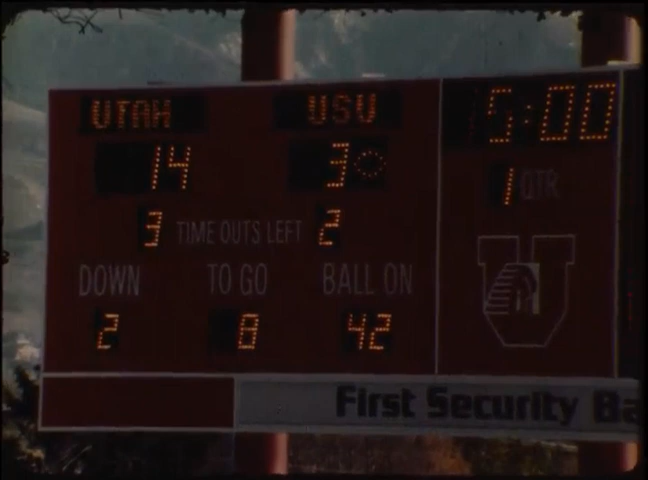 UTAH USU 5:00
14 3
1 QTR
3 TIME OUTS LEFT 2
DOWN TO GO BALL ON
2 8 42
U
First Security Ba